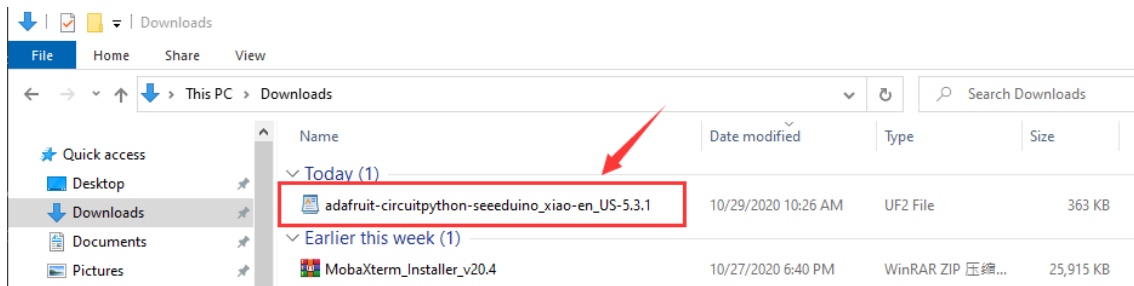 Downloads
File Home Share View
This PC > Downloads
Search Downloads
Name Date modified Type Size
Quick access
Today (1)
Desktop
Downloads
adafruit-circuitpython-seeeduino_xiao-en_US-5.3.1 10/29/2020 10:26 AM UF2 File 363 KB
Documents
Earlier this week (1)
Pictures
MobaXterm_Installer_v20.4 10/27/2020 6:40 PM WinRAR ZIP 压缩... 25,915 KB